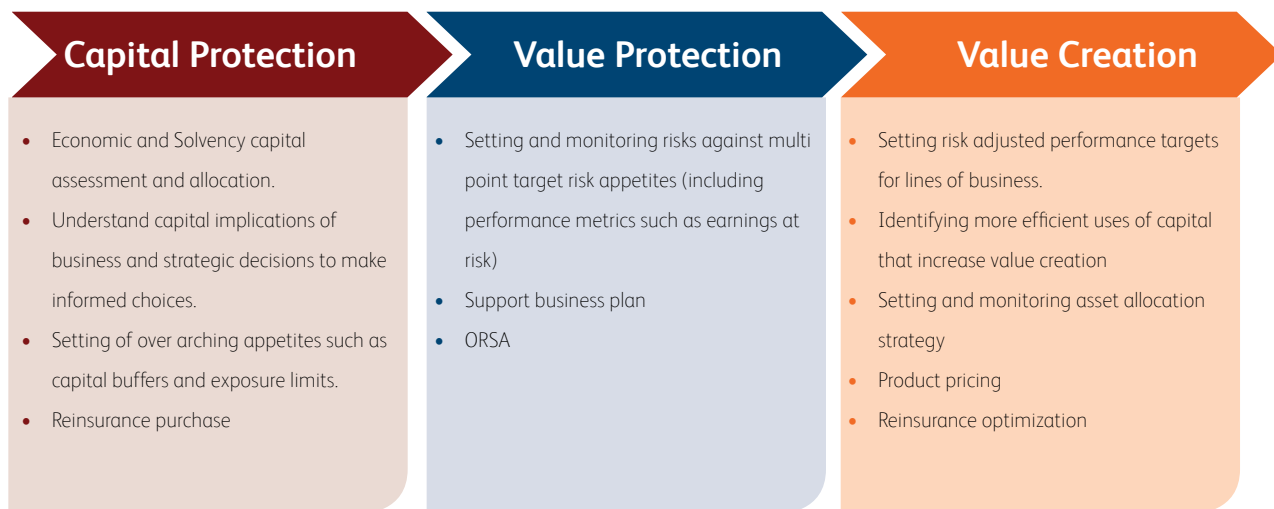 Capital Protection
• Economic and Solvency capital
assessment and allocation.
• Understand capital implications of
business and strategic decisions to make
informed choices.
• Setting of over arching appetites such as
capital buffers and exposure limits.
• Reinsurance purchase
Value Protection
• Setting and monitoring risks against multi
point target risk appetites (including
performance metrics such as earnings at
risk)
• Support business plan
• ORSA
Value Creation
• Setting risk adjusted performance targets
for lines of business.
• Identifying more efficient uses of capital
that increase value creation
• Setting and monitoring asset allocation
strategy
• Product pricing
• Reinsurance optimization